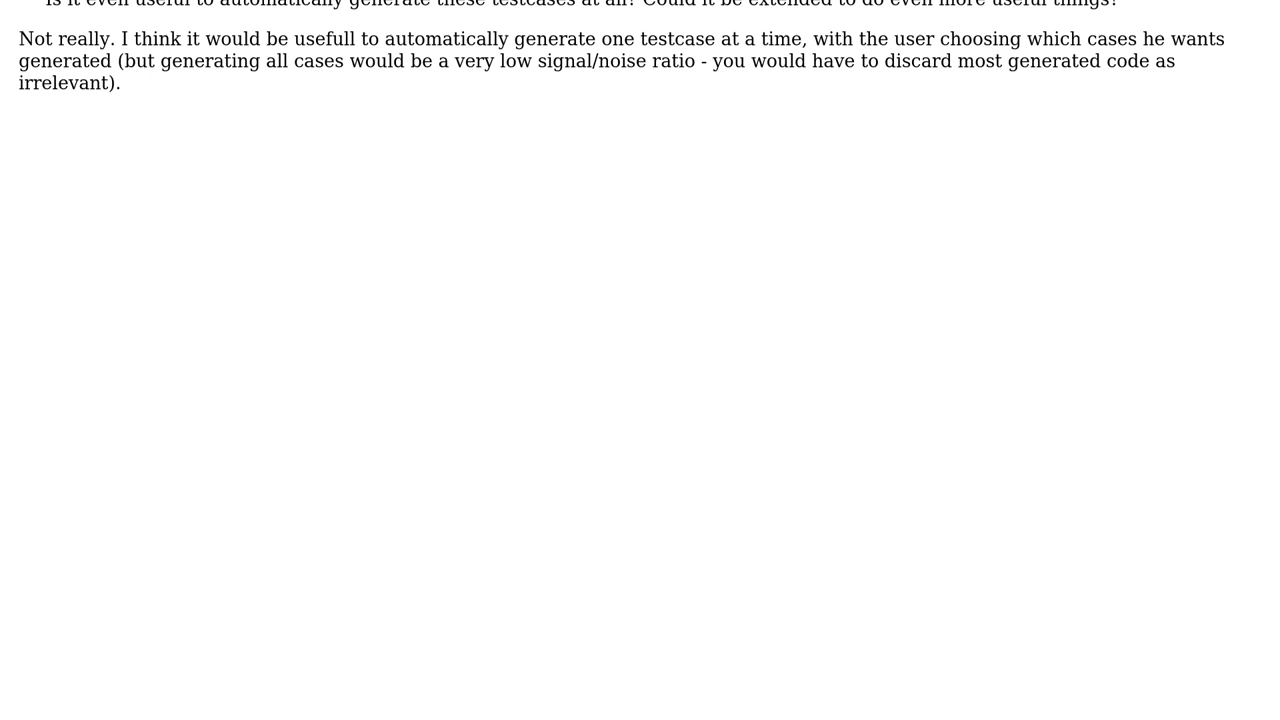 Is it even useful to automatically generate these testcases at all? Could it be extended to do even more useful things?
Not really. I think it would be usefull to automatically generate one testcase at a time, with the user choosing which cases he wants
generated (but generating all cases would be a very low signal/noise ratio - you would have to discard most generated code as
irrelevant).